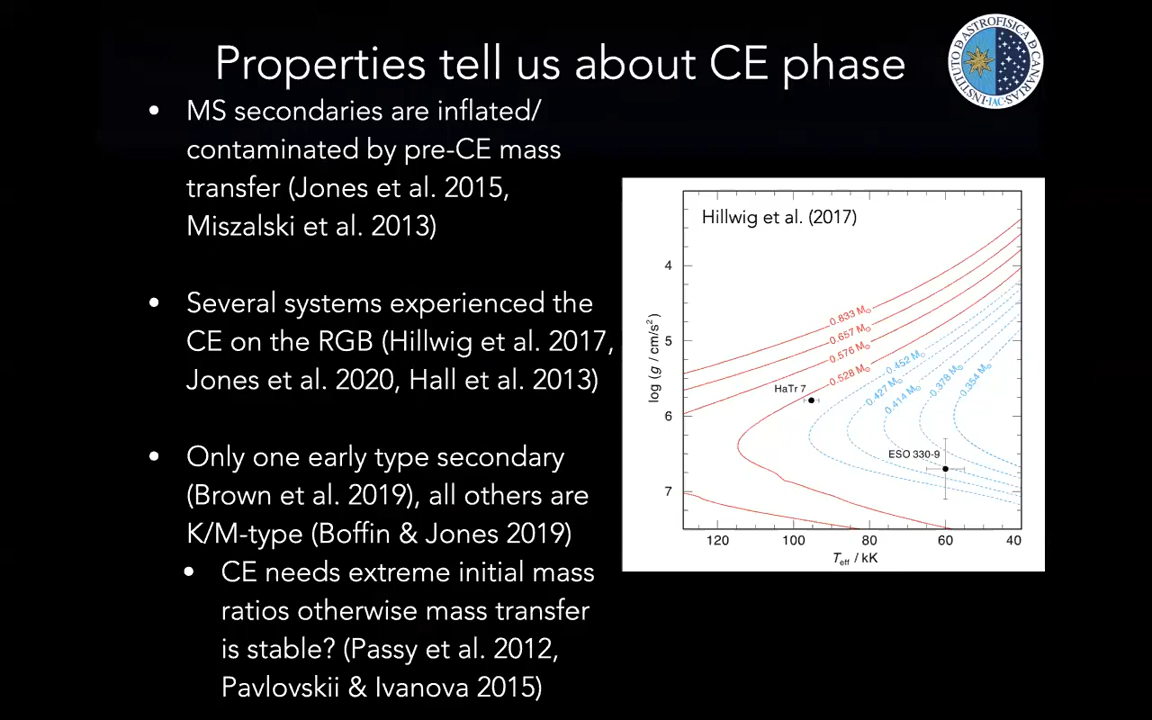 Properties tell us about CE phase
INSTITUTO D ASTROFISICA D CANARIAS
·IAC·
• MS secondaries are inflated/
contaminated by pre-CE mass
transfer (Jones et al. 2015,
Miszalski et al. 2013)
• Several systems experienced the
CE on the RGB (Hillwig et al. 2017,
Jones et al. 2020, Hall et al. 2013)
• Only one early type secondary
(Brown et al. 2019), all others are
K/M-type (Boffin & Jones 2019)
• CE needs extreme initial mass
ratios otherwise mass transfer
is stable? (Passy et al. 2012,
Pavlovskii & Ivanova 2015)
Hillwig et al. (2017)
4
5
6
7
log (g / cm/s²)
0.833 M⊙
0.657 M⊙
0.576 M⊙
0.528 M⊙
0.452 M⊙
0.427 M⊙
0.414 M⊙
0.378 M⊙
0.354 M⊙
HaTr 7
ESO 330-9
120 100 80 60 40
Teff / kK